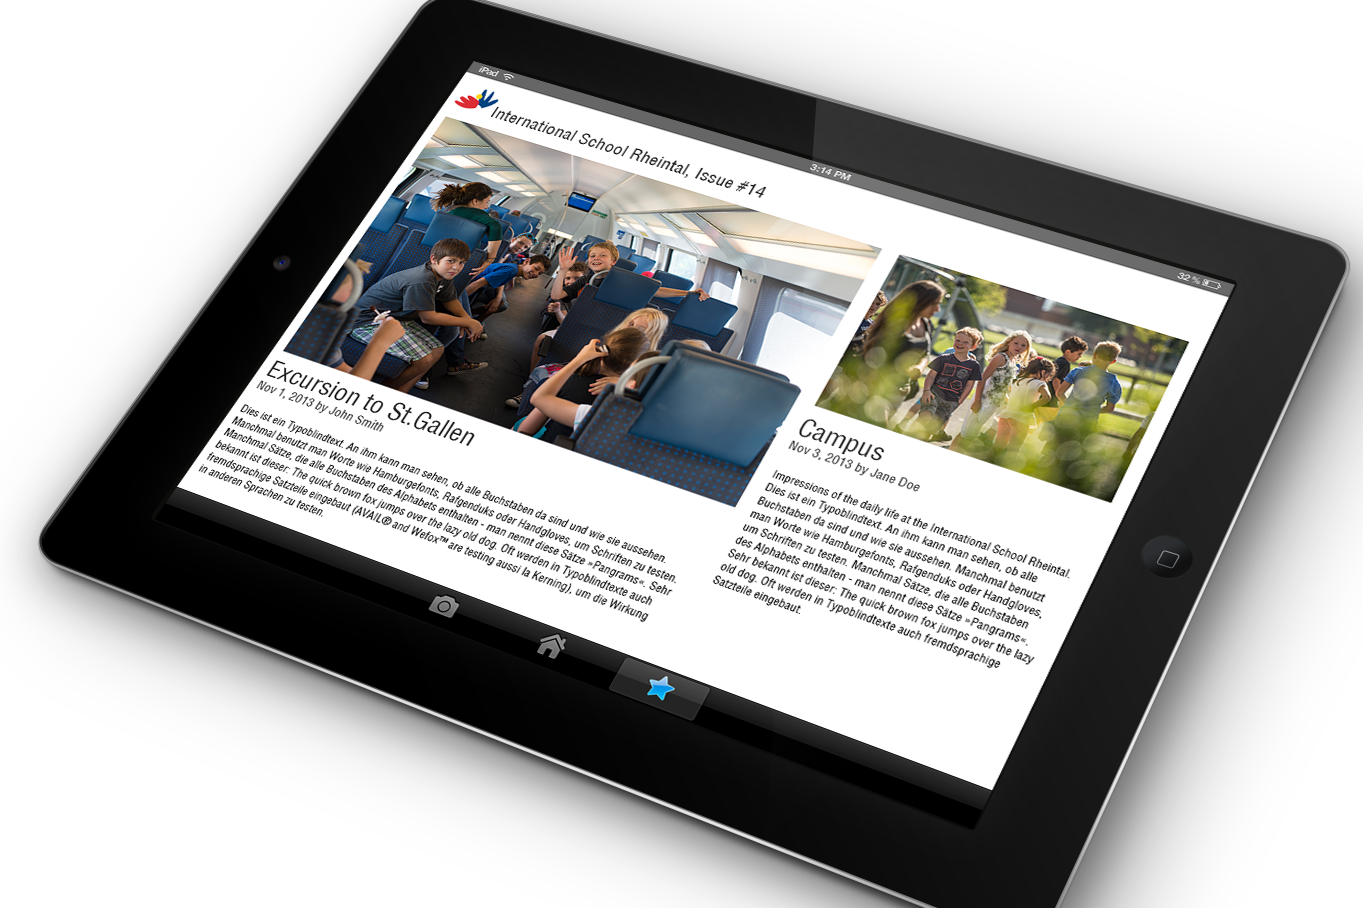 iPad
3:14 PM
32 %
International School Rheintal, Issue #14
Excursion to St.Gallen
Nov 1, 2013 by John Smith
Dies ist ein Typoblindtext. An ihm kann man sehen, ob alle Buchstaben da sind und wie sie aussehen.
Manchmal benutzt man Worte wie Hamburgefonts, Rafgenduks oder Handgloves, um Schriften zu testen.
Manchmal Sätze, die alle Buchstaben des Alphabets enthalten - man nennt diese Sätze »Pangrams«. Sehr
bekannt ist dieser: The quick brown fox jumps over the lazy old dog. Oft werden in Typoblindtexte auch
fremdsprachige Satzteile eingebaut (AVAIL® and Wefox™ are testing aussi la Kerning), um die Wirkung
in anderen Sprachen zu testen.
Campus
Nov 3, 2013 by Jane Doe
Impressions of the daily life at the International School Rheintal.
Dies ist ein Typoblindtext. An ihm kann man sehen, ob alle
Buchstaben da sind und wie sie aussehen. Manchmal benutzt
man Worte wie Hamburgefonts, Rafgenduks oder Handgloves,
um Schriften zu testen. Manchmal Sätze, die alle Buchstaben
des Alphabets enthalten - man nennt diese Sätze »Pangrams«.
Sehr bekannt ist dieser: The quick brown fox jumps over the lazy
old dog. Oft werden in Typoblindtexte auch fremdsprachige
Satzteile eingebaut.